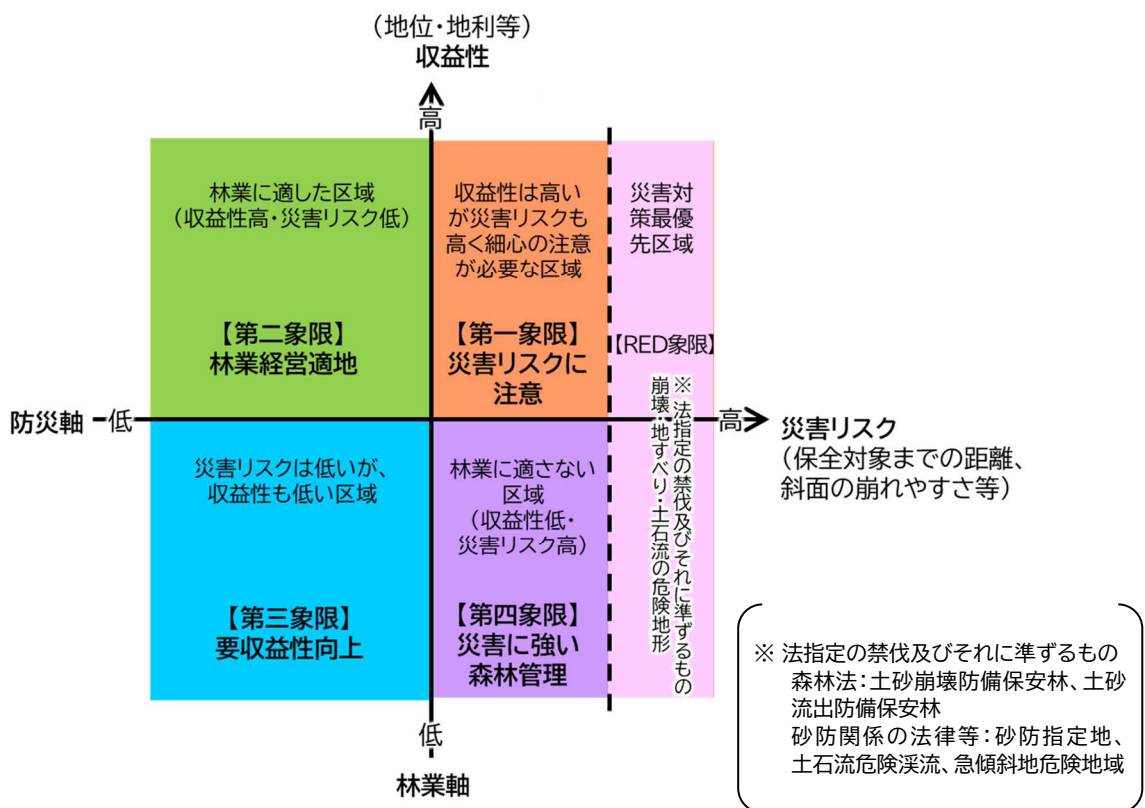 （地位・地利等）
収益性
高
林業に適した区域
（収益性高・災害リスク低）
【第二象限】
林業経営適地
収益性は高い
が災害リスクも
高く細心の注意
が必要な区域
【第一象限】
災害リスクに
注意
災害対
策最優
先区域
【RED象限】
※ 法指定の禁伐及びそれに準ずるもの
崩壊・地すべり・土石流の危険地形
防災軸
低
高
災害リスク
（保全対象までの距離、
斜面の崩れやすさ等）
災害リスクは低いが、
収益性も低い区域
【第三象限】
要収益性向上
林業に適さない
区域
（収益性低・
災害リスク高）
【第四象限】
災害に強い
森林管理
低
林業軸
※ 法指定の禁伐及びそれに準ずるもの
森林法：土砂崩壊防備保安林、土砂
流出防備保安林
砂防関係の法律等：砂防指定地、
土石流危険渓流、急傾斜地危険地域